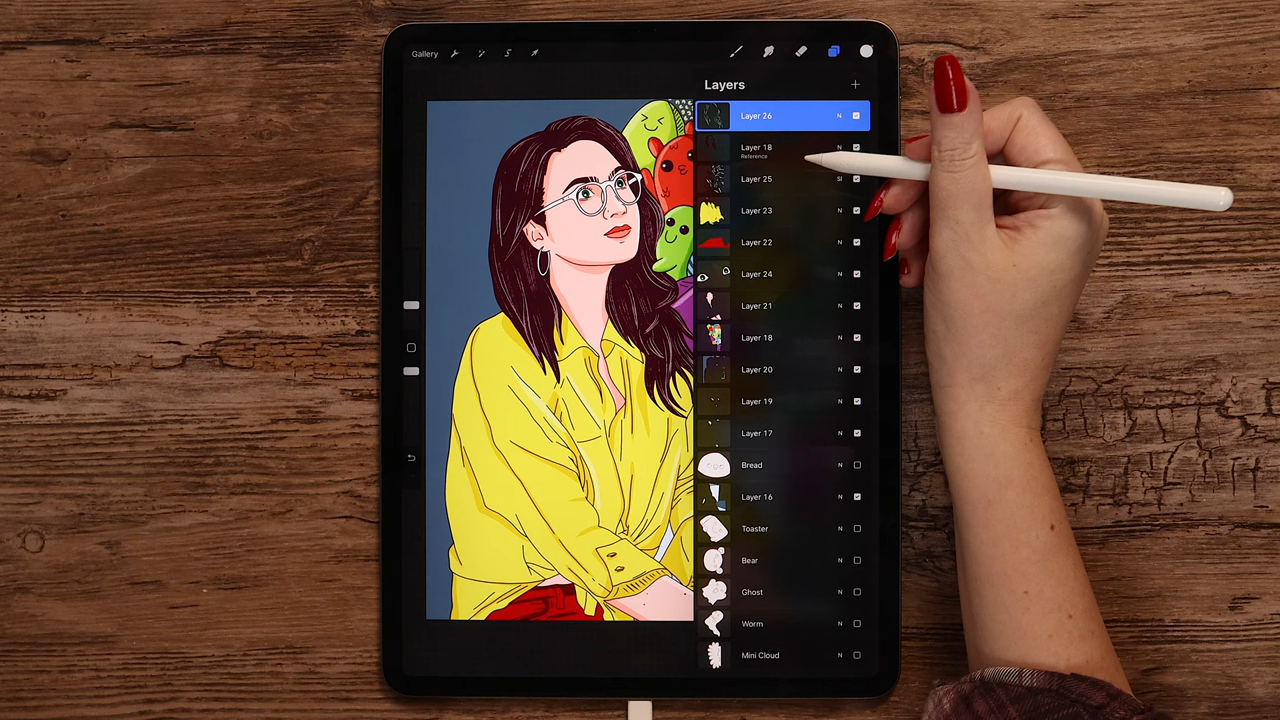 Gallery
Layers
Layer 26 N
Layer 18 N
Reference
Layer 25 Sl
Layer 23 N
Layer 22 N
Layer 24 N
Layer 21 N
Layer 18 N
Layer 20 N
Layer 19 N
Layer 17 N
Bread N
Layer 16 N
Toaster N
Bear N
Ghost N
Worm N
Mini Cloud N